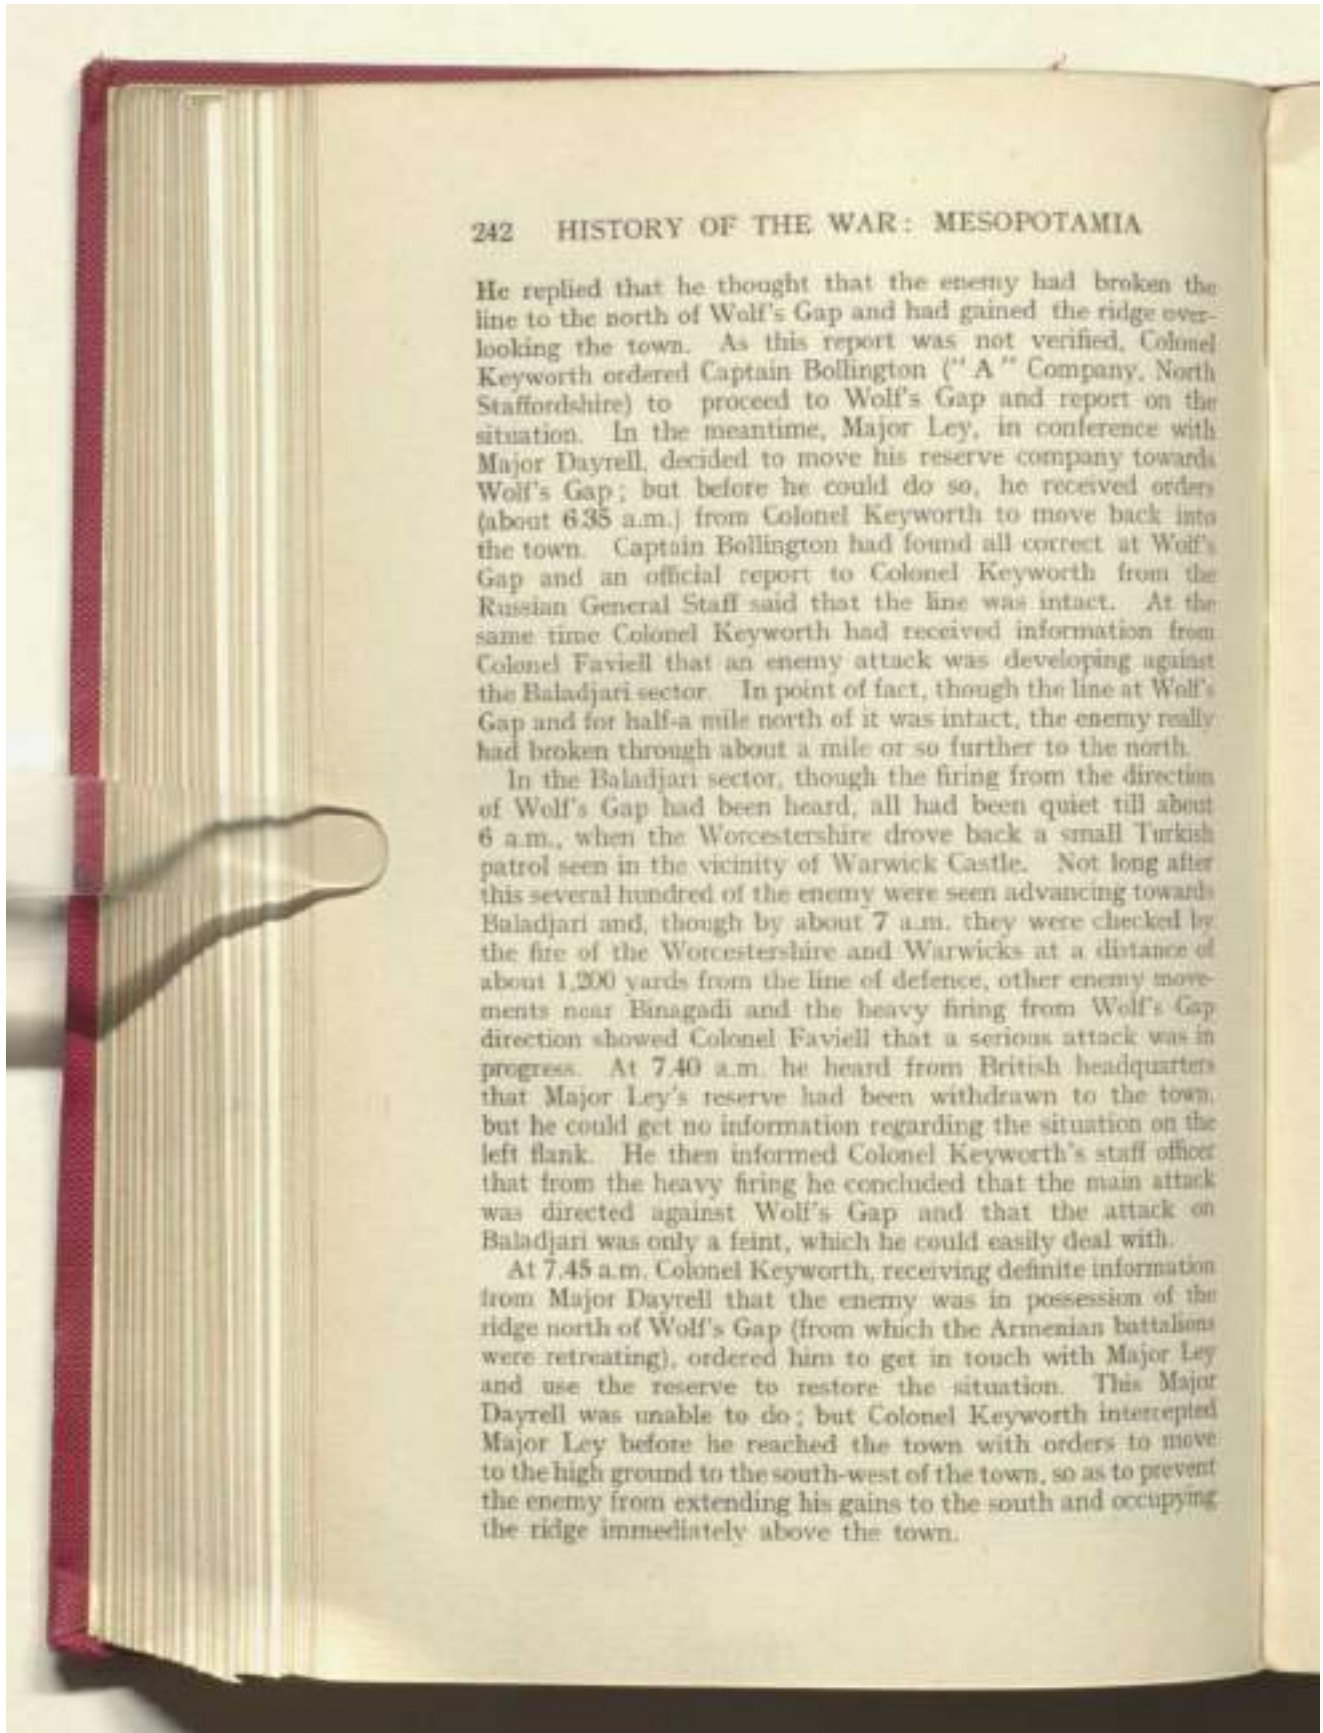 242 HISTORY OF THE WAR: MESOPOTAMIA
He replied that he thought that the enemy had broken the
line to the north of Wolf's Gap and had gained the ridge over-
looking the town. As this report was not verified, Colonel
Keyworth ordered Captain Bollington ("A" Company, North
Staffordshire) to proceed to Wolf's Gap and report on the
situation. In the meantime, Major Ley, in conference with
Major Dayrell, decided to move his reserve company towards
Wolf's Gap; but before he could do so, he received orders
(about 6.35 a.m.) from Colonel Keyworth to move back into
the town. Captain Bollington had found all correct at Wolf's
Gap and an official report to Colonel Keyworth from the
Russian General Staff said that the line was intact. At the
same time Colonel Keyworth had received information from
Colonel Faviell that an enemy attack was developing against
the Baladjari sector. In point of fact, though the line at Wolf's
Gap and for half-a mile north of it was intact, the enemy really
had broken through about a mile or so further to the north.
In the Baladjari sector, though the firing from the direction
of Wolf's Gap had been heard, all had been quiet till about
6 a.m., when the Worcestershire drove back a small Turkish
patrol seen in the vicinity of Warwick Castle. Not long after
this several hundred of the enemy were seen advancing towards
Baladjari and, though by about 7 a.m. they were checked by
the fire of the Worcestershire and Warwicks at a distance of
about 1,200 yards from the line of defence, other enemy move-
ments near Binagadi and the heavy firing from Wolf's Gap
direction showed Colonel Faviell that a serious attack was in
progress. At 7.40 a.m. he heard from British headquarters
that Major Ley's reserve had been withdrawn to the town,
but he could get no information regarding the situation on the
left flank. He then informed Colonel Keyworth's staff officer
that from the heavy firing he concluded that the main attack
was directed against Wolf's Gap and that the attack on
Baladjari was only a feint, which he could easily deal with.
At 7.45 a.m. Colonel Keyworth, receiving definite information
from Major Dayrell that the enemy was in possession of the
ridge north of Wolf's Gap (from which the Armenian battalions
were retreating), ordered him to get in touch with Major Ley
and use the reserve to restore the situation. This Major
Dayrell was unable to do; but Colonel Keyworth intercepted
Major Ley before he reached the town with orders to move
to the high ground to the south-west of the town, so as to prevent
the enemy from extending his gains to the south and occupying
the ridge immediately above the town.